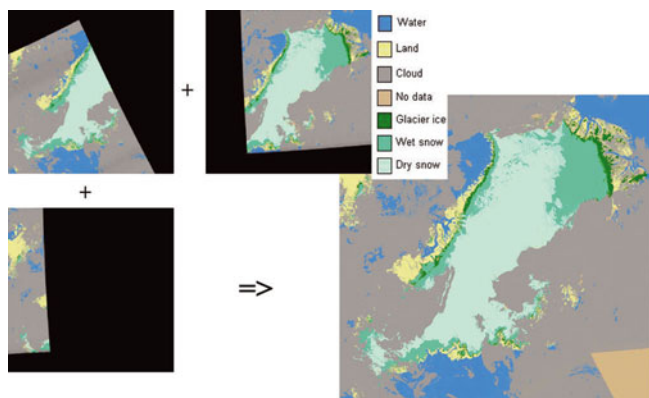 +
Water
Land
Cloud
No data
Glacier ice
Wet snow
Dry snow
+
=>